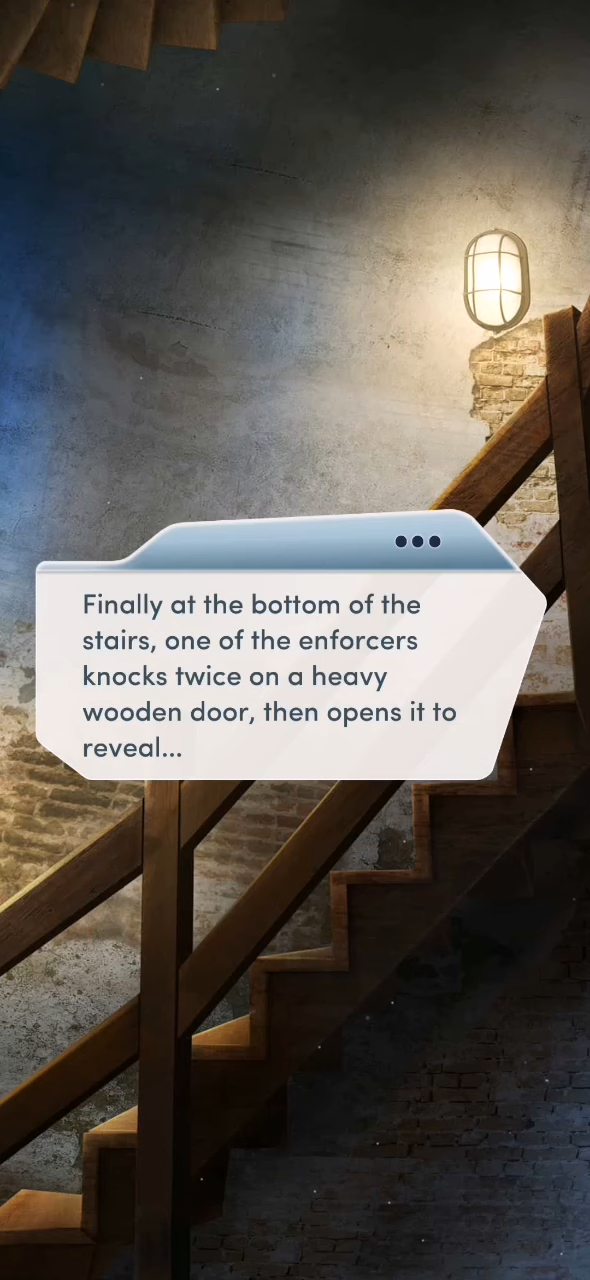 Finally at the bottom of the
stairs, one of the enforcers
knocks twice on a heavy
wooden door, then opens it to
reveal...